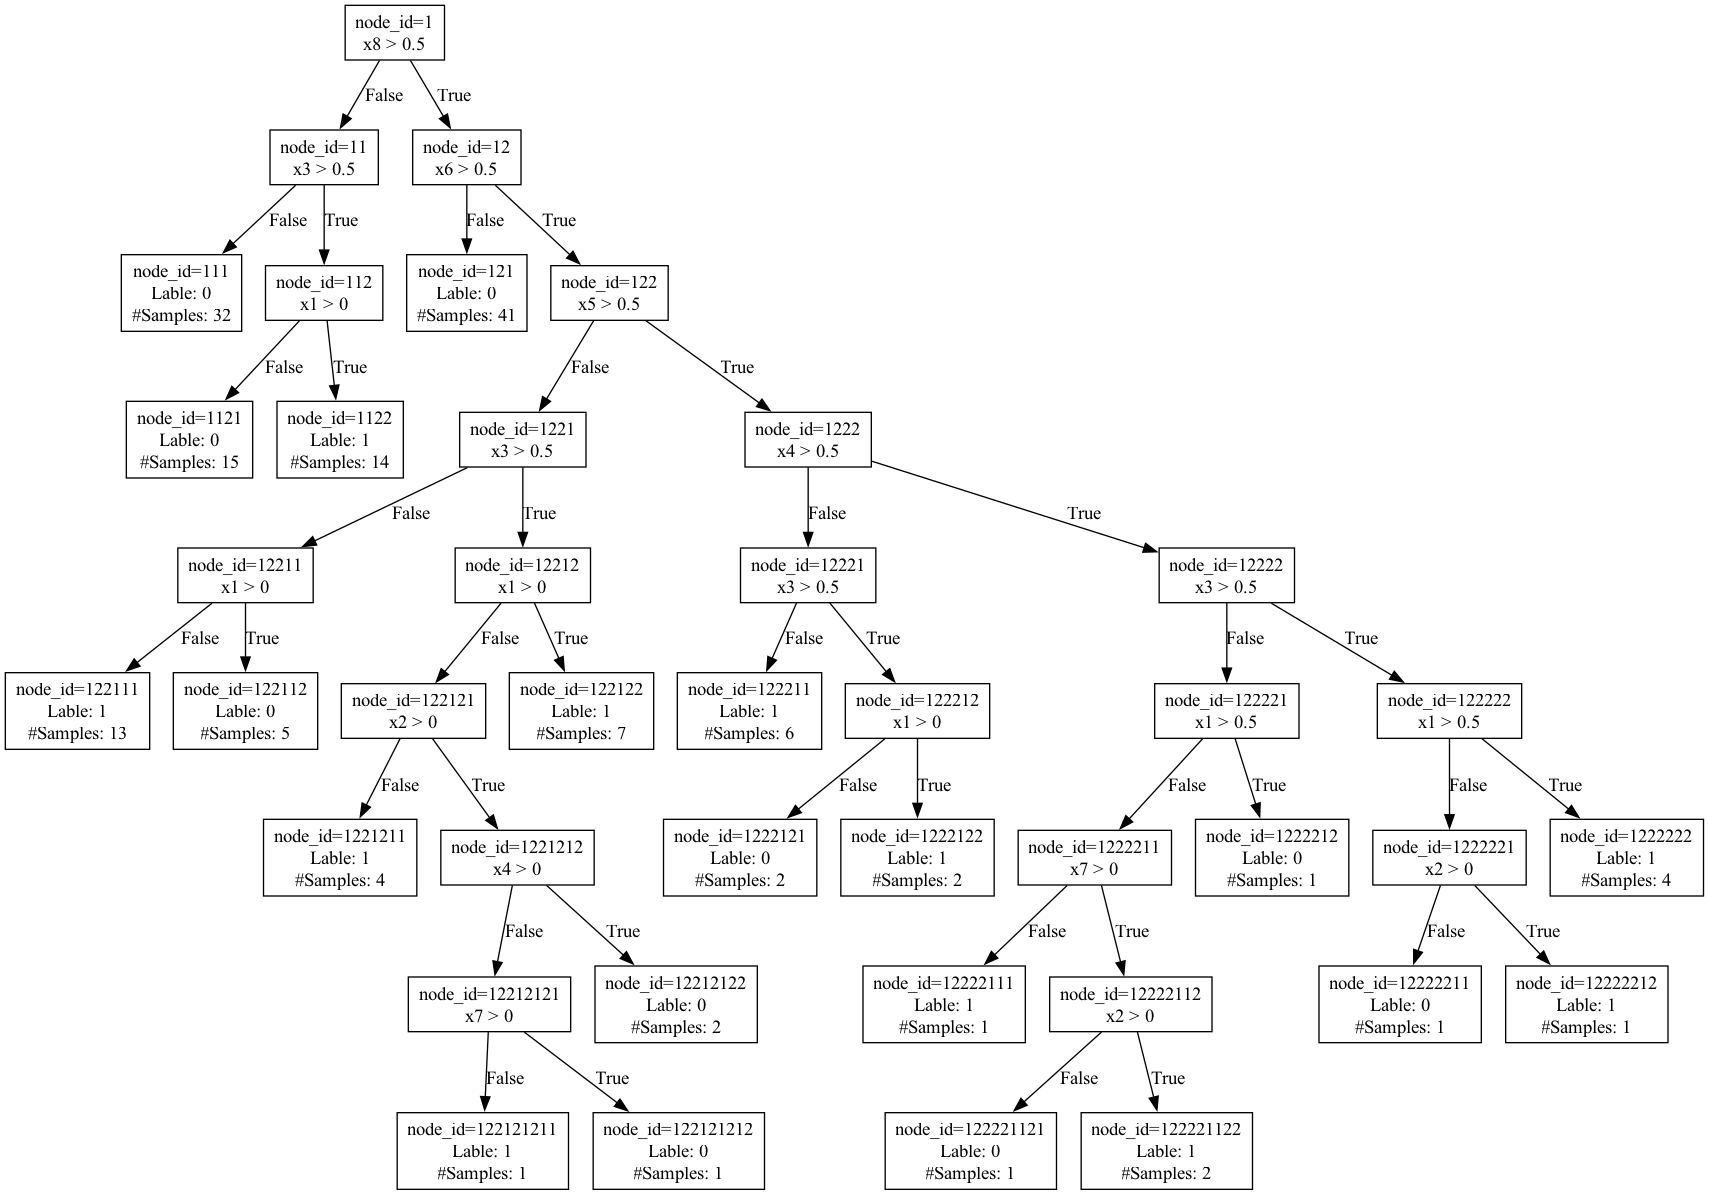 node_id=1
x8 > 0.5
False
True
node_id=11
x3 > 0.5
node_id=12
x6 > 0.5
False
True
False
True
node_id=111
Lable: 0
#Samples: 32
node_id=112
x1 > 0
node_id=121
Lable: 0
#Samples: 41
node_id=122
x5 > 0.5
False
True
False
True
node_id=1121
Lable: 0
#Samples: 15
node_id=1122
Lable: 1
#Samples: 14
node_id=1221
x3 > 0.5
node_id=1222
x4 > 0.5
False
True
False
True
node_id=12211
x1 > 0
node_id=12212
x1 > 0
node_id=12221
x3 > 0.5
node_id=12222
x3 > 0.5
False
True
False
True
False
True
False
True
node_id=122111
Lable: 1
#Samples: 13
node_id=122112
Lable: 0
#Samples: 5
node_id=122121
x2 > 0
node_id=122122
Lable: 1
#Samples: 7
node_id=122211
Lable: 1
#Samples: 6
node_id=122212
x1 > 0
node_id=122221
x1 > 0.5
node_id=122222
x1 > 0.5
False
True
False
True
False
True
False
True
node_id=1221211
Lable: 1
#Samples: 4
node_id=1221212
x4 > 0
node_id=1222121
Lable: 0
#Samples: 2
node_id=1222122
Lable: 1
#Samples: 2
node_id=1222211
x7 > 0
node_id=1222212
Lable: 0
#Samples: 1
node_id=1222221
x2 > 0
node_id=1222222
Lable: 1
#Samples: 4
False
True
False
True
False
True
node_id=12212121
x7 > 0
node_id=12212122
Lable: 0
#Samples: 2
node_id=12222111
Lable: 1
#Samples: 1
node_id=12222112
x2 > 0
node_id=12222211
Lable: 0
#Samples: 1
node_id=12222212
Lable: 1
#Samples: 1
False
True
False
True
node_id=122121211
Lable: 1
#Samples: 1
node_id=122121212
Lable: 0
#Samples: 1
node_id=122221121
Lable: 0
#Samples: 1
node_id=122221122
Lable: 1
#Samples: 2